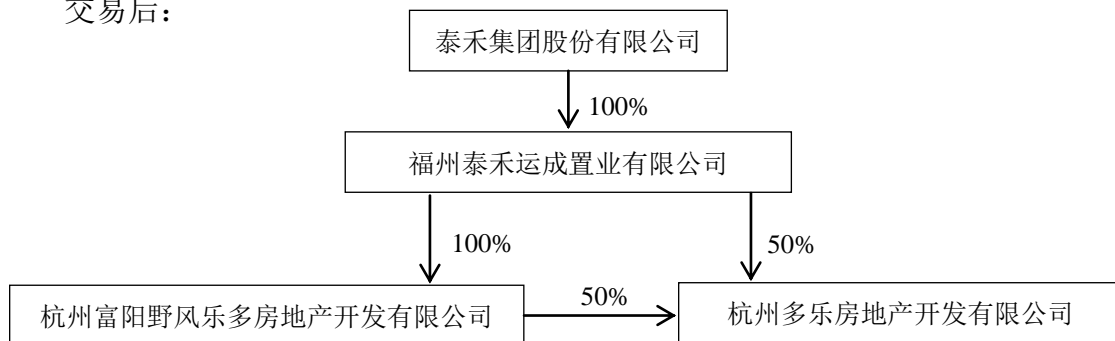 交易后：
泰禾集团股份有限公司
100%
福州泰禾运成置业有限公司
100%
50%
杭州富阳野风乐多房地产开发有限公司
50%
杭州多乐房地产开发有限公司